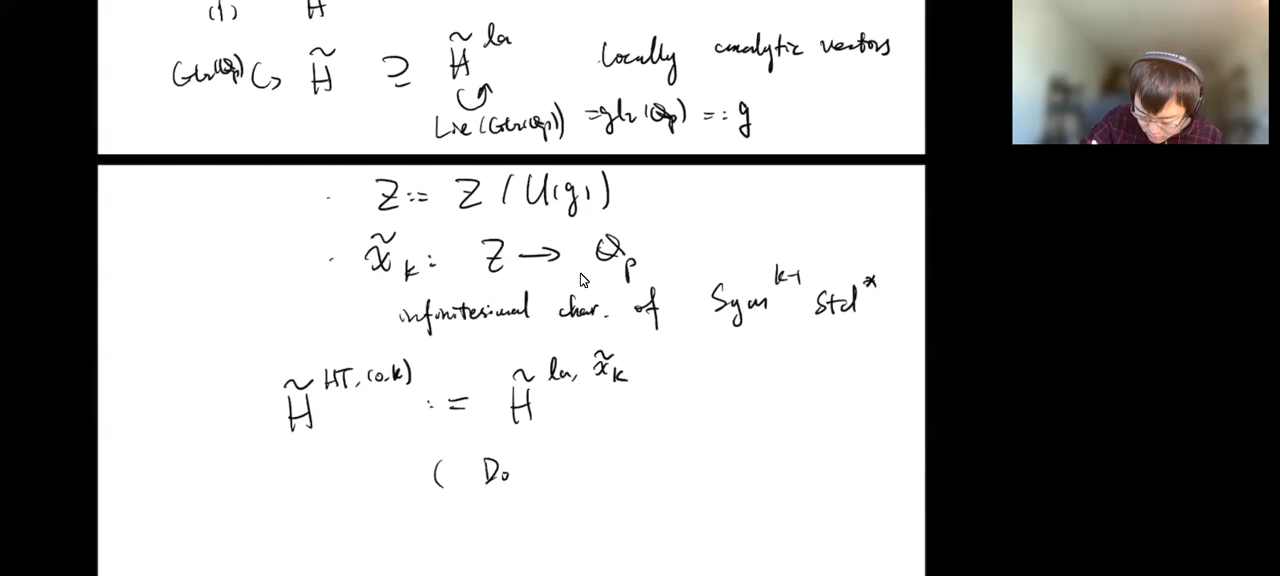 (1) H̃
GL₂(ℚp) ↻ H̃ ⊇ H̃^la locally analytic vectors
Lie(GL₂(ℚp)) = gl₂(ℚp) =: g
· Z := Z(U(g))
· χ̃_k : Z → ℚp
infinitesimal char. of Sym^{k-1} Std^*
H̃^{HT,(0,k)} := H̃^{la, χ̃_k}
( Do